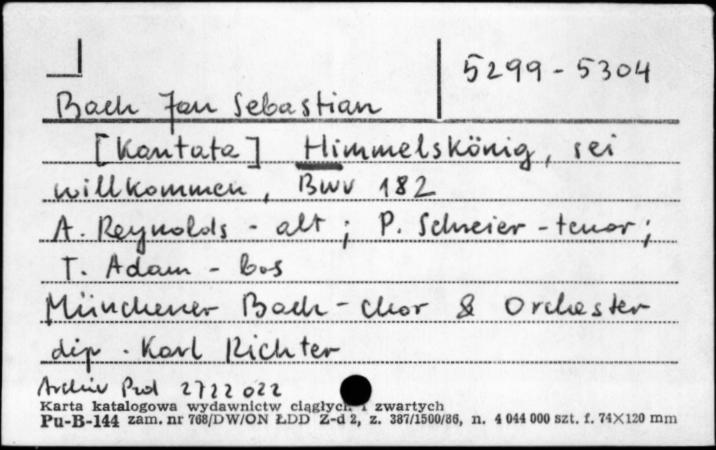 5299-5304
Bach Jan Sebastian
[Kantata] Himmelskönig, sei
willkommen, BWV 182
A. Reynolds - alt; P. Schreier - tenor;
T. Adam - bas
Münchener Bach-Chor & Orchester
dyr. Karl Richter
Archiv Prod 2722 022
Karta katalogowa wydawnictw ciągłych i zwartych
Pu-B-144 zam. nr 768/DW/ON ŁDD Z-d 2, z. 387/1500/86, n. 4 044 000 szt. f. 74×120 mm